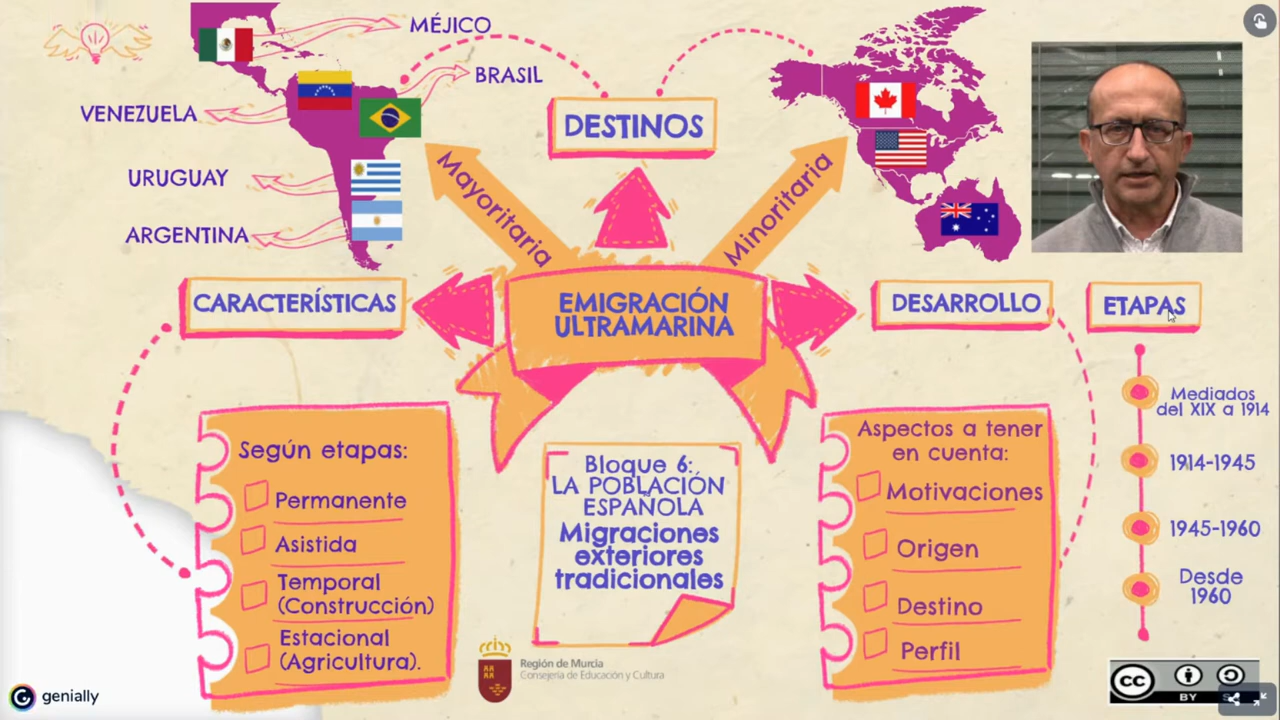 MÉJICO
BRASIL
VENEZUELA
URUGUAY
ARGENTINA
DESTINOS
Mayoritaria
Minoritaria
CARACTERÍSTICAS
EMIGRACIÓN
ULTRAMARINA
DESARROLLO
ETAPAS
Mediados
del XIX a 1914
1914-1945
1945-1960
Desde
1960
Según etapas:
Permanente
Asistida
Temporal
(Construcción)
Estacional
(Agricultura).
Bloque 6:
LA POBLACIÓN
ESPAÑOLA
Migraciones
exteriores
tradicionales
Aspectos a tener
en cuenta:
Motivaciones
Origen
Destino
Perfil
Región de Murcia
Consejería de Educación y Cultura
genially
cc
BY